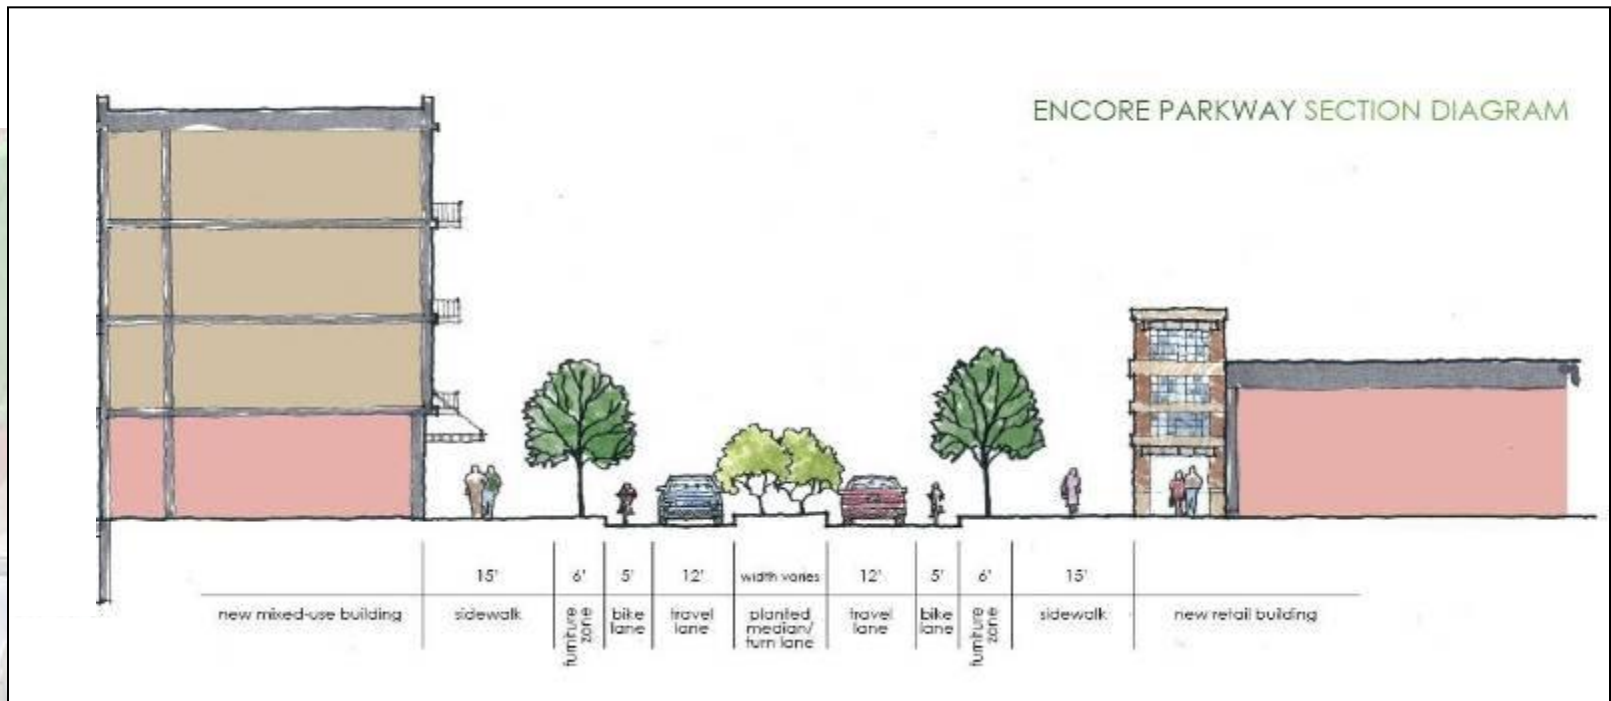 ENCORE PARKWAY SECTION DIAGRAM
15' 6' 5' 12' width varies 12' 5' 6' 15'
new mixed-use building
sidewalk
furniture
zone
bike
lane
travel
lane
planted
median/
turn lane
travel
lane
bike
lane
furniture
zone
sidewalk
new retail building